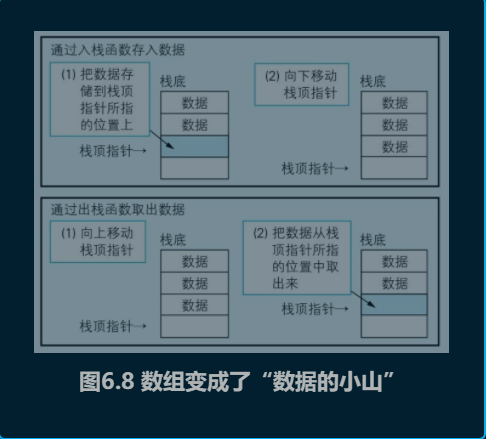 通过入栈函数存入数据
(1) 把数据存
储到栈顶
指针所指
的位置上
栈底
数据
数据
栈顶指针→
(2) 向下移动
栈顶指针
栈底
数据
数据
数据
栈顶指针→
通过出栈函数取出数据
(1) 向上移动
栈顶指针
栈底
数据
数据
数据
栈顶指针→
(2) 把数据从栈
顶指针所指
的位置中取
出来
栈底
数据
数据
栈顶指针→
图6.8 数组变成了“数据的小山”